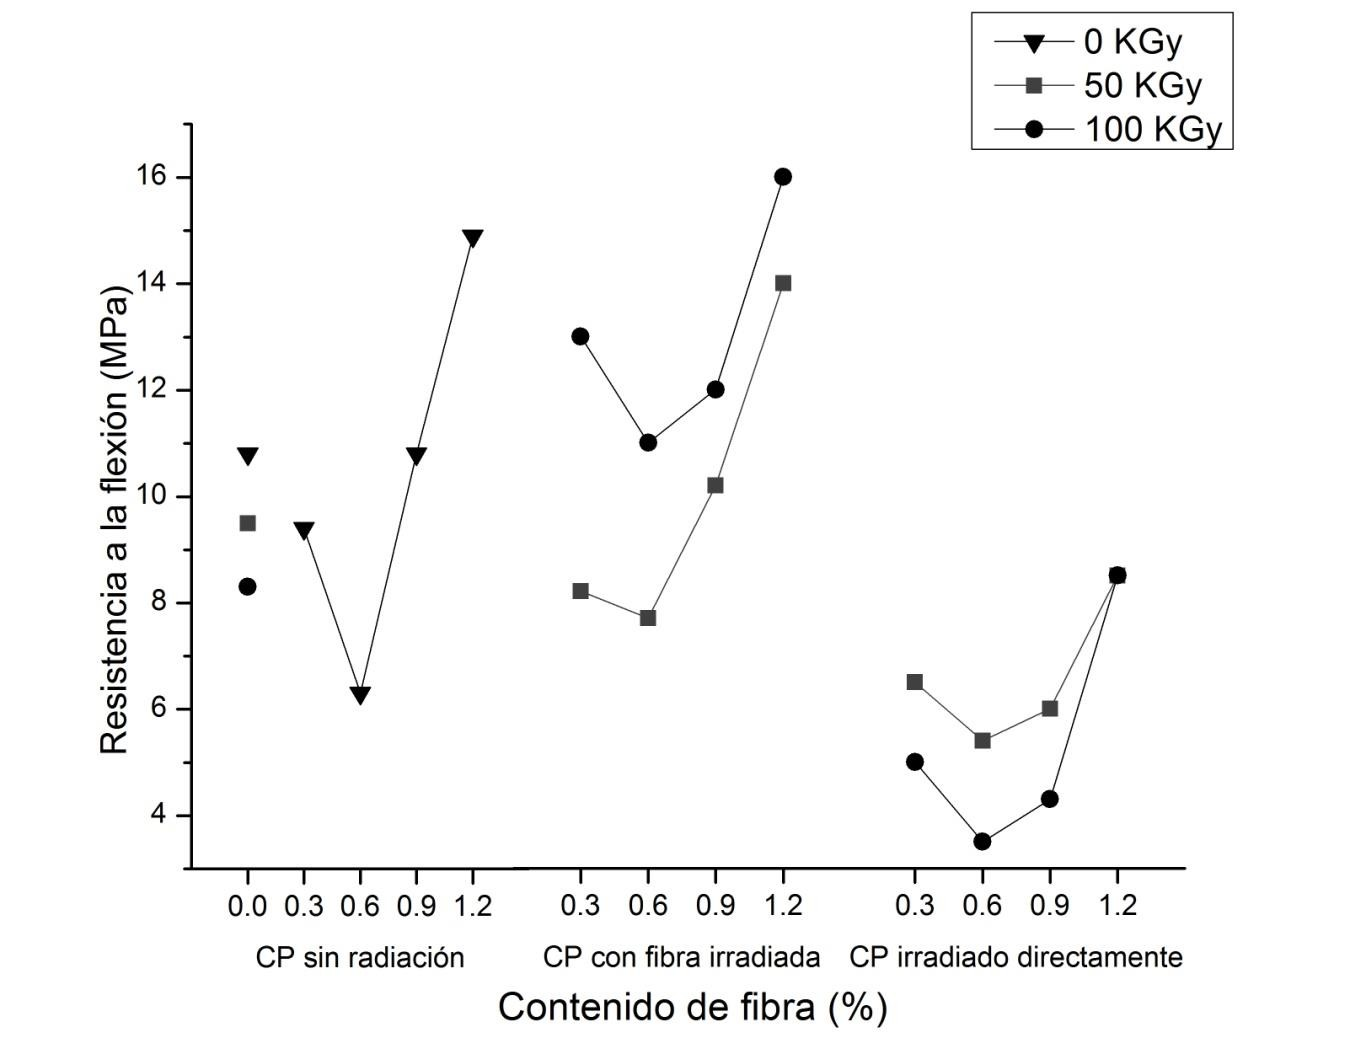 0 KGy
50 KGy
100 KGy
Resistencia a la flexión (MPa)
16
14
12
10
8
6
4
0.0 0.3 0.6 0.9 1.2 0.3 0.6 0.9 1.2 0.3 0.6 0.9 1.2
CP sin radiación CP con fibra irradiada CP irradiado directamente
Contenido de fibra (%)